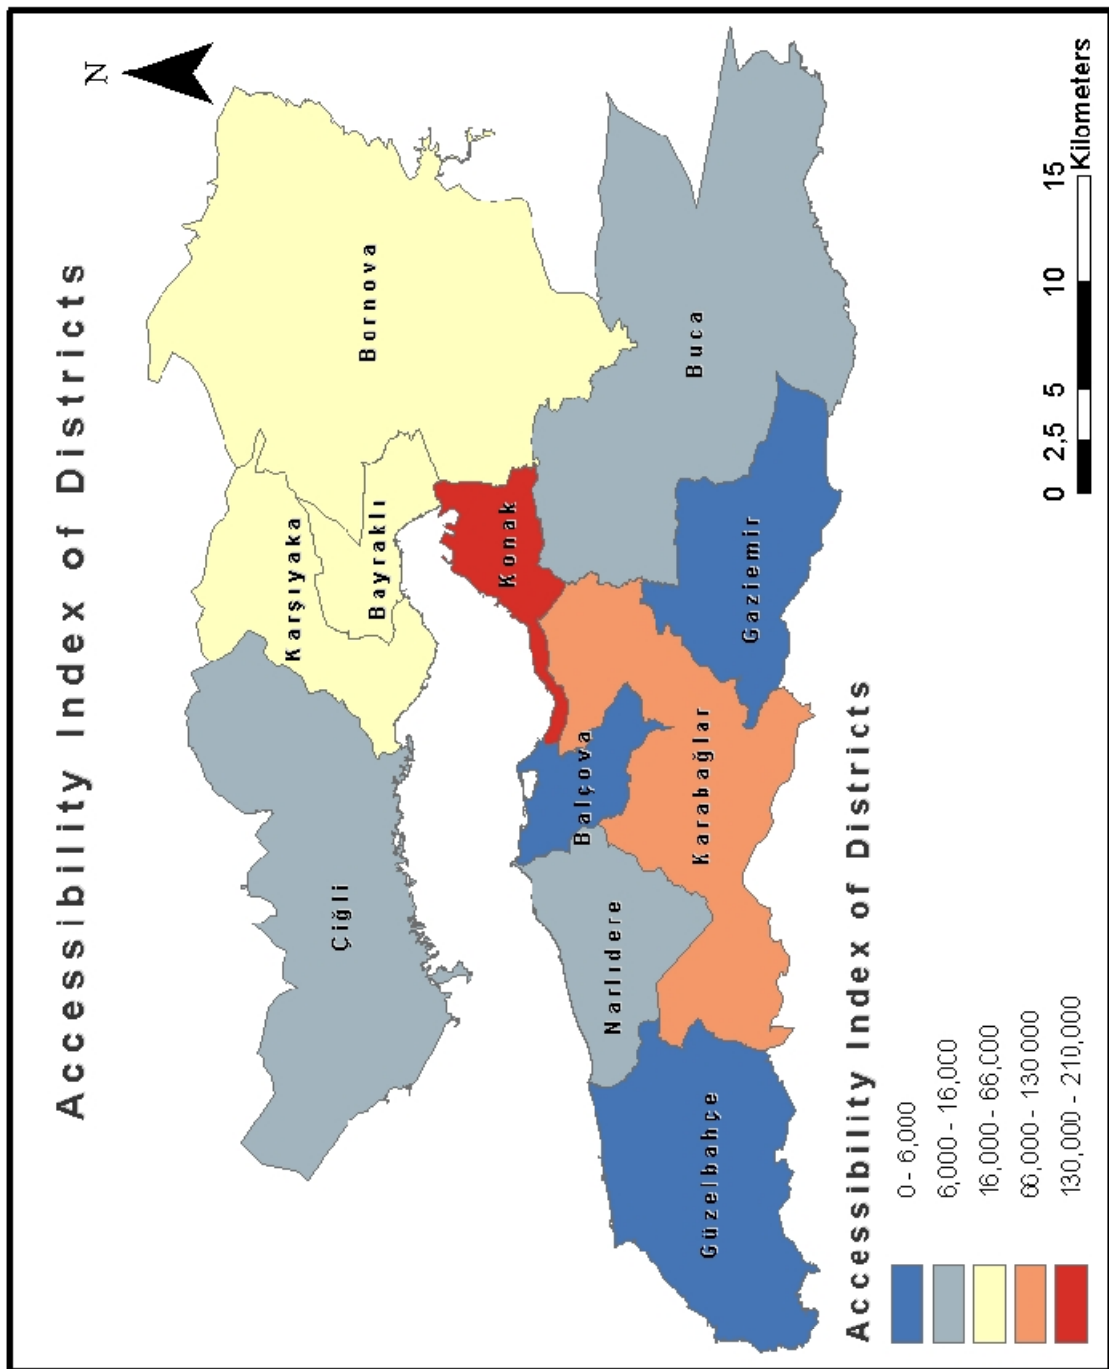 Accessibility Index of Districts
N
Bornova
Karşıyaka
Bayraklı
Çiğli
Konak
Buca
Balçova
Gaziemir
Karabağlar
Narlıdere
Güzelbahçe
Accessibility Index of Districts
0 - 6,000
6,000 - 16,000
16,000 - 66,000
66,000 - 130 000
130,000 - 210,000
0 2,5 5 10 15
Kilometers